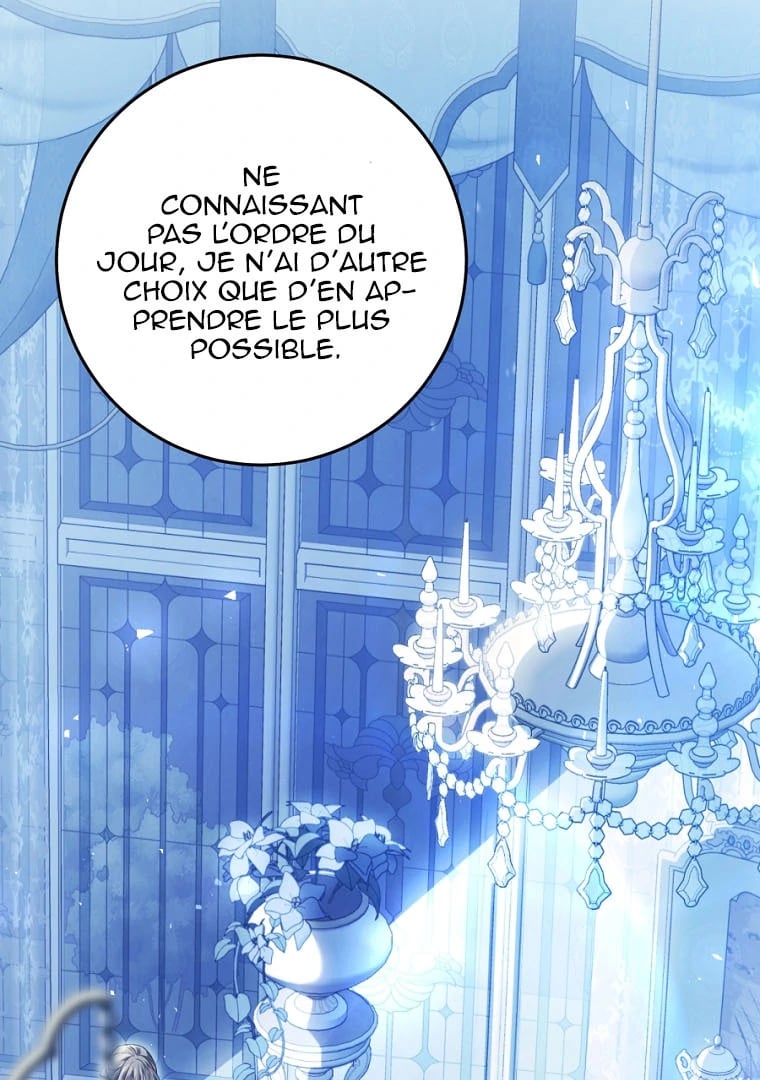 NE
CONNAISSANT
PAS L'ORDRE DU
JOUR, JE N'AI D'AUTRE
CHOIX QUE D'EN AP-
PRENDRE LE PLUS
POSSIBLE.